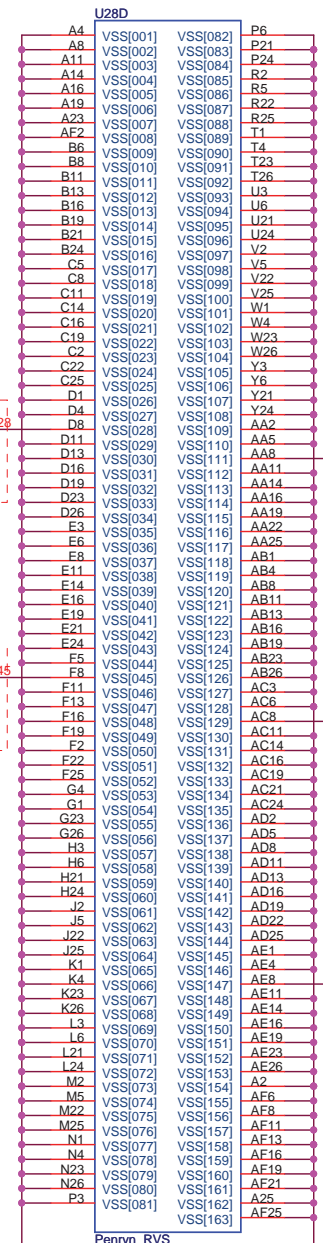 U28D
A4 VSS[001] VSS[082] P6
A8 VSS[002] VSS[083] P21
A11 VSS[003] VSS[084] P24
A14 VSS[004] VSS[085] R2
A16 VSS[005] VSS[086] R5
A19 VSS[006] VSS[087] R22
A23 VSS[007] VSS[088] R25
AF2 VSS[008] VSS[089] T1
B6 VSS[009] VSS[090] T4
B8 VSS[010] VSS[091] T23
B11 VSS[011] VSS[092] T26
B13 VSS[012] VSS[093] U3
B16 VSS[013] VSS[094] U6
B19 VSS[014] VSS[095] U21
B21 VSS[015] VSS[096] U24
B24 VSS[016] VSS[097] V2
C5 VSS[017] VSS[098] V5
C8 VSS[018] VSS[099] V22
C11 VSS[019] VSS[100] V25
C14 VSS[020] VSS[101] W1
C16 VSS[021] VSS[102] W4
C19 VSS[022] VSS[103] W23
C2 VSS[023] VSS[104] W26
C22 VSS[024] VSS[105] Y3
C25 VSS[025] VSS[106] Y6
D1 VSS[026] VSS[107] Y21
D4 VSS[027] VSS[108] Y24
28 D8 VSS[028] VSS[109] AA2
D11 VSS[029] VSS[110] AA5
D13 VSS[030] VSS[111] AA8
D16 VSS[031] VSS[112] AA11
D19 VSS[032] VSS[113] AA14
D23 VSS[033] VSS[114] AA16
D26 VSS[034] VSS[115] AA19
E3 VSS[035] VSS[116] AA22
E6 VSS[036] VSS[117] AA25
E8 VSS[037] VSS[118] AB1
E11 VSS[038] VSS[119] AB4
E14 VSS[039] VSS[120] AB8
E16 VSS[040] VSS[121] AB11
E19 VSS[041] VSS[122] AB13
E21 VSS[042] VSS[123] AB16
E24 VSS[043] VSS[124] AB19
F5 VSS[044] VSS[125] AB23
45 F8 VSS[045] VSS[126] AB26
F11 VSS[046] VSS[127] AC3
F13 VSS[047] VSS[128] AC6
F16 VSS[048] VSS[129] AC8
F19 VSS[049] VSS[130] AC11
F2 VSS[050] VSS[131] AC14
F22 VSS[051] VSS[132] AC16
F25 VSS[052] VSS[133] AC19
G4 VSS[053] VSS[134] AC21
G1 VSS[054] VSS[135] AC24
G23 VSS[055] VSS[136] AD2
G26 VSS[056] VSS[137] AD5
H3 VSS[057] VSS[138] AD8
H6 VSS[058] VSS[139] AD11
H21 VSS[059] VSS[140] AD13
H24 VSS[060] VSS[141] AD16
J2 VSS[061] VSS[142] AD19
J5 VSS[062] VSS[143] AD22
J22 VSS[063] VSS[144] AD25
J25 VSS[064] VSS[145] AE1
K1 VSS[065] VSS[146] AE4
K4 VSS[066] VSS[147] AE8
K23 VSS[067] VSS[148] AE11
K26 VSS[068] VSS[149] AE14
L3 VSS[069] VSS[150] AE16
L6 VSS[070] VSS[151] AE19
L21 VSS[071] VSS[152] AE23
L24 VSS[072] VSS[153] AE26
M2 VSS[073] VSS[154] A2
M5 VSS[074] VSS[155] AF6
M22 VSS[075] VSS[156] AF8
M25 VSS[076] VSS[157] AF11
N1 VSS[077] VSS[158] AF13
N4 VSS[078] VSS[159] AF16
N23 VSS[079] VSS[160] AF19
N26 VSS[080] VSS[161] AF21
P3 VSS[081] VSS[162] A25
VSS[163] AF25
Penryn_RVS